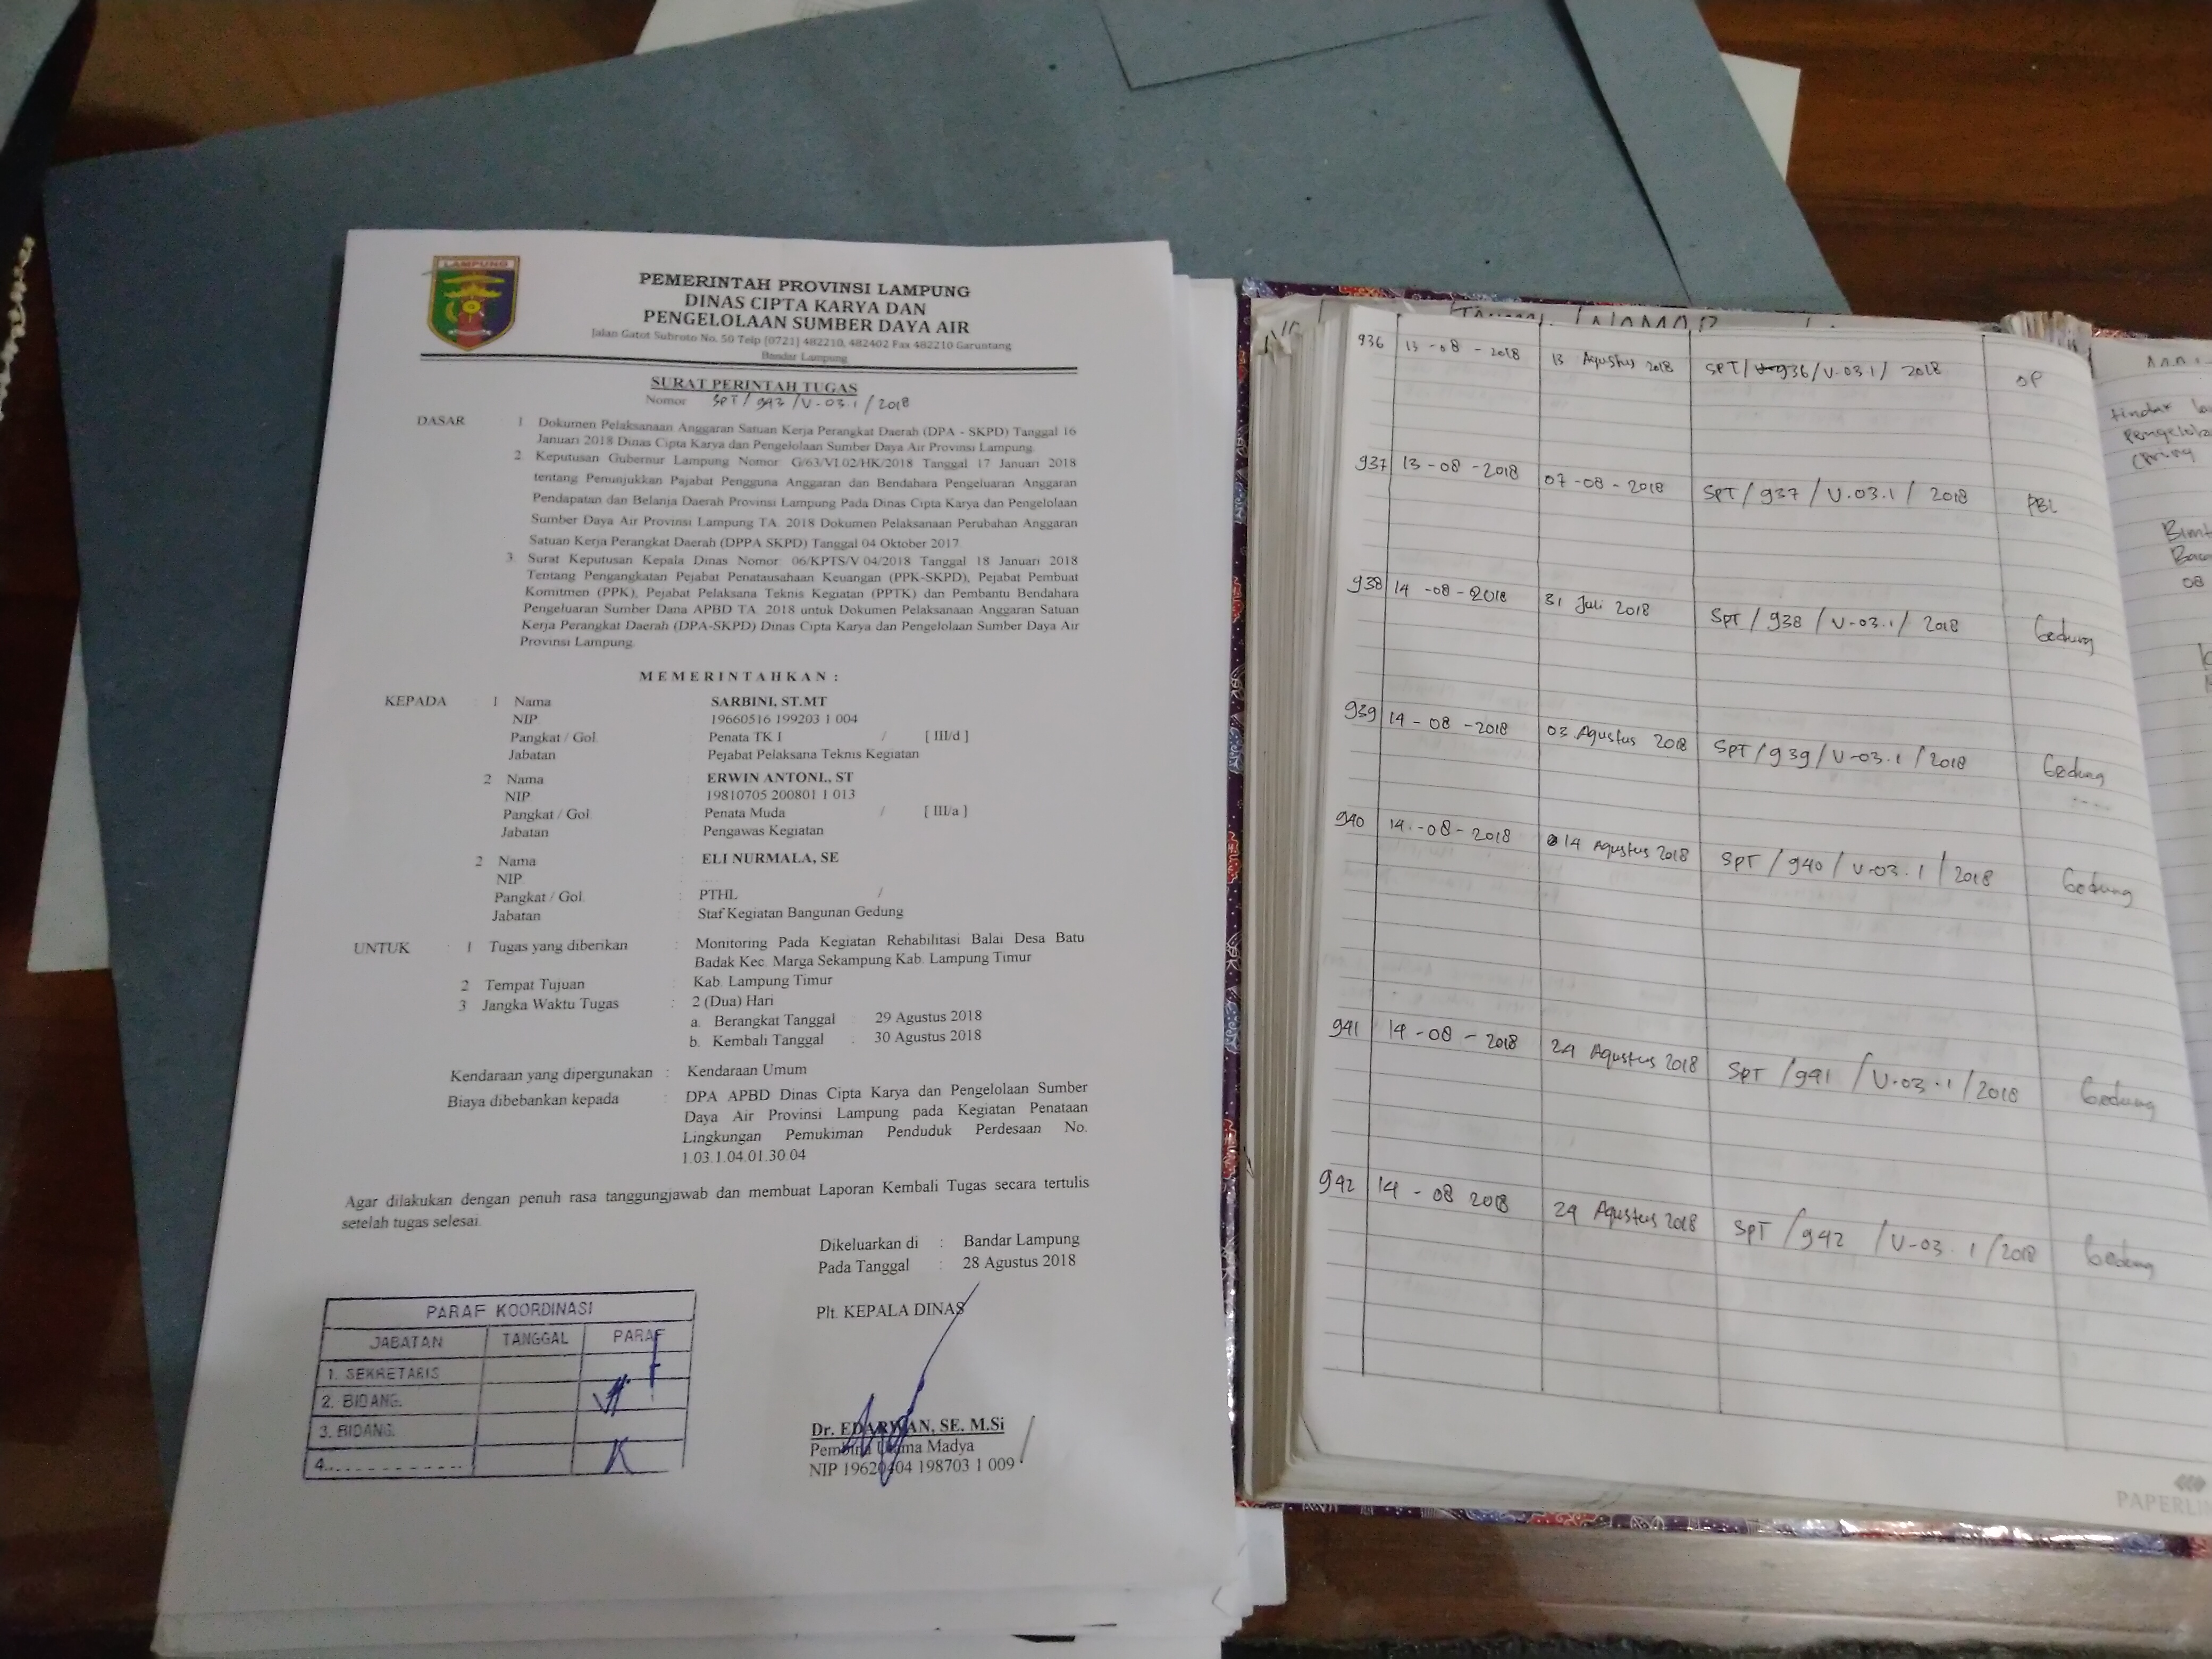 LAMPUNG
PEMERINTAH PROVINSI LAMPUNG
DINAS CIPTA KARYA DAN
PENGELOLAAN SUMBER DAYA AIR
Jalan Gatot Subroto No. 50 Telp (0721) 482210, 482402 Fax 482210 Garuntang
Bandar Lampung
SURAT PERINTAH TUGAS
Nomor SPT / 943 / V-03.1 / 2018
DASAR : 1 Dokumen Pelaksanaan Anggaran Satuan Kerja Perangkat Daerah (DPA - SKPD) Tanggal 16
Januari 2018 Dinas Cipta Karya dan Pengelolaan Sumber Daya Air Provinsi Lampung.
2 Keputusan Gubernur Lampung Nomor G/63/VI.02/HK/2018 Tanggal 17 Januari 2018
tentang Penunjukkan Pajabat Pengguna Anggaran dan Bendahara Pengeluaran Anggaran
Pendapatan dan Belanja Daerah Provinsi Lampung Pada Dinas Cipta Karya dan Pengelolaan
Sumber Daya Air Provinsi Lampung TA. 2018 Dokumen Pelaksanaan Perubahan Anggaran
Satuan Kerja Perangkat Daerah (DPPA SKPD) Tanggal 04 Oktober 2017.
3 Surat Keputusan Kepala Dinas Nomor: 06/KPTS/V.04/2018 Tanggal 18 Januari 2018
Tentang Pengangkatan Pejabat Penatausahaan Keuangan (PPK-SKPD), Pejabat Pembuat
Komitmen (PPK), Pejabat Pelaksana Teknis Kegiatan (PPTK) dan Pembantu Bendahara
Pengeluaran Sumber Dana APBD TA. 2018 untuk Dokumen Pelaksanaan Anggaran Satuan
Kerja Perangkat Daerah (DPA-SKPD) Dinas Cipta Karya dan Pengelolaan Sumber Daya Air
Provinsi Lampung.
MEMERINTAHKAN :
KEPADA : 1 Nama : SARBINI, ST.MT
NIP : 19660516 199203 1 004
Pangkat / Gol. : Penata TK I / [ III/d ]
Jabatan : Pejabat Pelaksana Teknis Kegiatan
2 Nama : ERWIN ANTONI., ST
NIP : 19810705 200801 1 013
Pangkat / Gol. : Penata Muda / [ III/a ]
Jabatan : Pengawas Kegiatan
2 Nama : ELI NURMALA, SE
NIP. : ....
Pangkat / Gol. : PTHL /
Jabatan : Staf Kegiatan Bangunan Gedung
UNTUK : 1 Tugas yang diberikan : Monitoring Pada Kegiatan Rehabilitasi Balai Desa Batu
Badak Kec. Marga Sekampung Kab. Lampung Timur
2 Tempat Tujuan : Kab. Lampung Timur
3 Jangka Waktu Tugas : 2 (Dua) Hari
a. Berangkat Tanggal : 29 Agustus 2018
b. Kembali Tanggal : 30 Agustus 2018
Kendaraan yang dipergunakan : Kendaraan Umum
Biaya dibebankan kepada : DPA APBD Dinas Cipta Karya dan Pengelolaan Sumber
Daya Air Provinsi Lampung pada Kegiatan Penataan
Lingkungan Pemukiman Penduduk Perdesaan No.
1.03.1.04.01.30.04
Agar dilakukan dengan penuh rasa tanggungjawab dan membuat Laporan Kembali Tugas secara tertulis
setelah tugas selesai.
Dikeluarkan di : Bandar Lampung
Pada Tanggal : 28 Agustus 2018
Plt. KEPALA DINAS
Dr. EDARWAN, SE. M.Si
Pembina Utama Madya
NIP 19620404 198703 1 009
PARAF KOORDINASI
JABATAN TANGGAL PARAF
1. SEKRETARIS
2. BIDANG.
3. BIDANG.
4..............
936 13-08-2018 13 Agustus 2018 SPT/936/V-03.1/2018 OP
937 13-08-2018 07-08-2018 SPT / 937 / V.03.1 / 2018 PBL
938 14-08-2018 31 Juli 2018 SPT / 938 / V-03.1 / 2018 Gedung
939 14-08-2018 03 Agustus 2018 SPT / 939 / V-03.1 / 2018 Gedung
940 14-08-2018 14 Agustus 2018 SPT / 940 / V-03.1 / 2018 Gedung
941 14-08-2018 24 Agustus 2018 SPT / 941 / V-03.1 / 2018 Gedung
942 14-08 2018 24 Agustus 2018 SPT / 942 / V-03.1 / 2018 Gedung
08